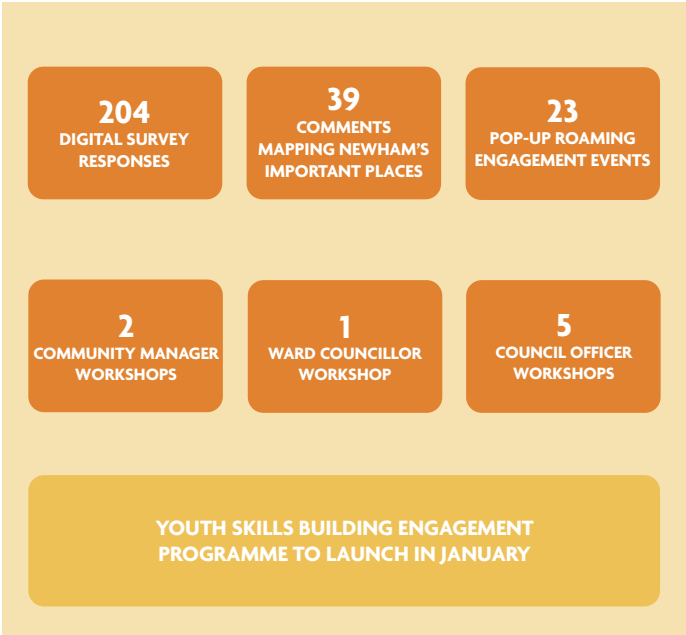 204
DIGITAL SURVEY
RESPONSES
39
COMMENTS
MAPPING NEWHAM'S
IMPORTANT PLACES
23
POP-UP ROAMING
ENGAGEMENT EVENTS
2
COMMUNITY MANAGER
WORKSHOPS
1
WARD COUNCILLOR
WORKSHOP
5
COUNCIL OFFICER
WORKSHOPS
YOUTH SKILLS BUILDING ENGAGEMENT
PROGRAMME TO LAUNCH IN JANUARY